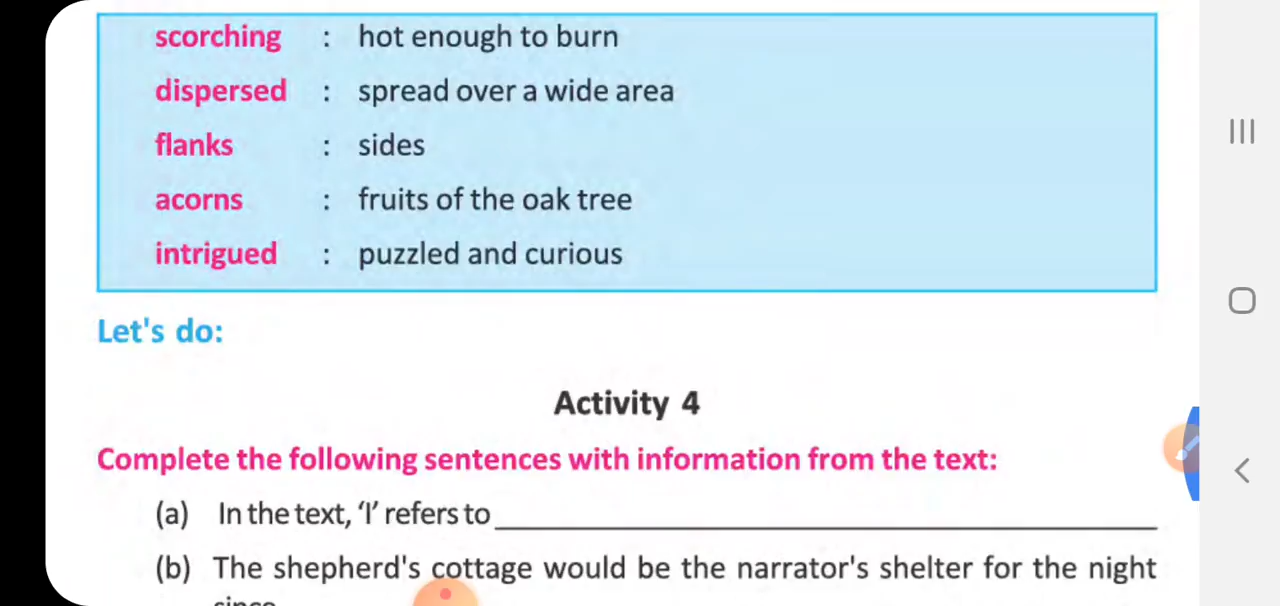 scorching : hot enough to burn
dispersed : spread over a wide area
flanks : sides
acorns : fruits of the oak tree
intrigued : puzzled and curious
Let's do:
Activity 4
Complete the following sentences with information from the text:
(a) In the text, 'I' refers to ____________________
(b) The shepherd's cottage would be the narrator's shelter for the night
since